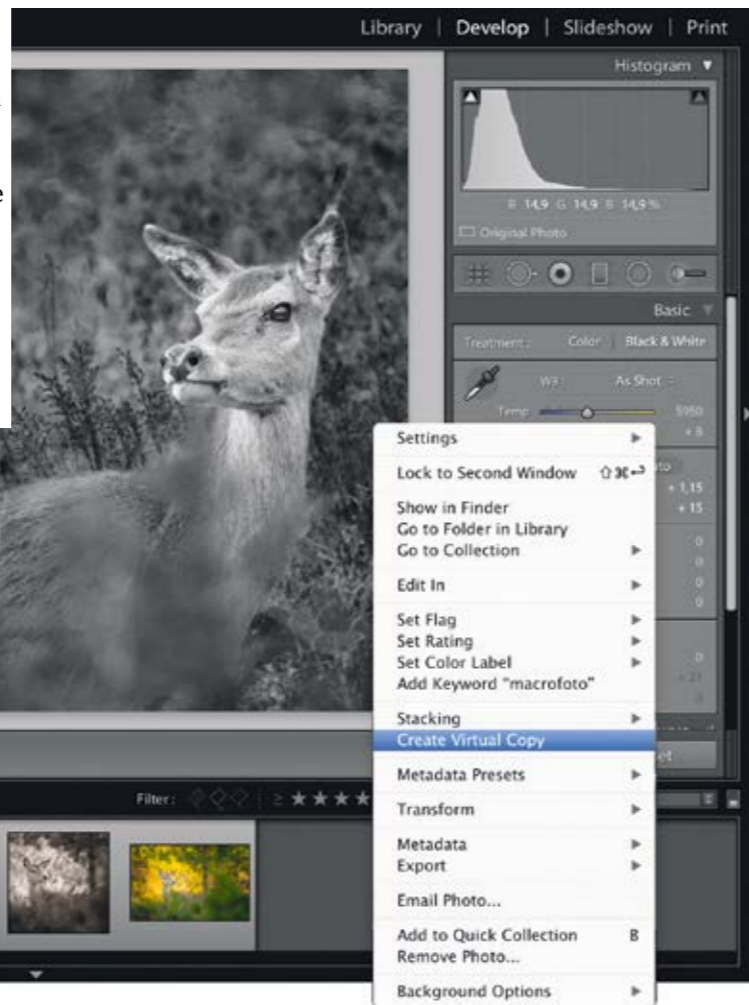 Library | Develop | Slideshow | Print
Histogram
R 14,9 G 14,9 B 14,9 %
Original Photo
Basic
Treatment: Color Black & White
WB: As Shot
Temp 5950
+ 8
+ 1,15
+ 15
0
0
0
0
0
Settings
Lock to Second Window ⇧⌘↩
Show in Finder
Go to Folder in Library
Go to Collection
Edit In
Set Flag
Set Rating
Set Color Label
Add Keyword "macrofoto"
Stacking
Create Virtual Copy
Metadata Presets
Filter: ≥ ★★★★
Transform
Metadata
Export
Email Photo...
Add to Quick Collection B
Remove Photo...
Background Options